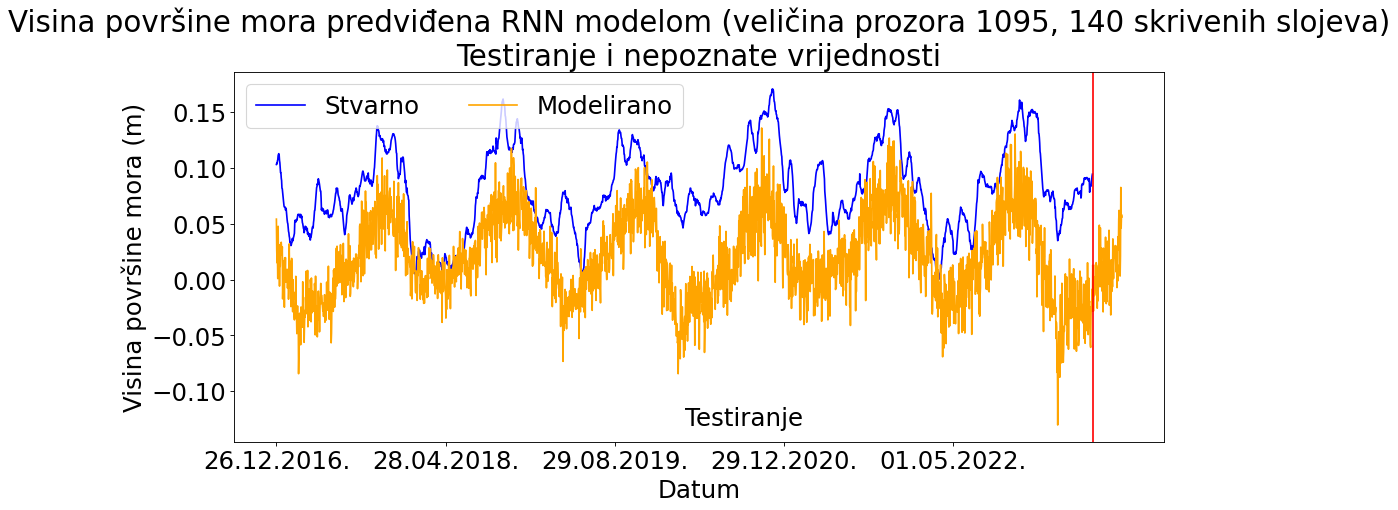 Visina površine mora predviđena RNN modelom (veličina prozora 1095, 140 skrivenih slojeva)
Testiranje i nepoznate vrijednosti
Stvarno Modelirano
Visina površine mora (m)
0.15
0.10
0.05
0.00
−0.05
−0.10
Testiranje
26.12.2016. 28.04.2018. 29.08.2019. 29.12.2020. 01.05.2022.
Datum